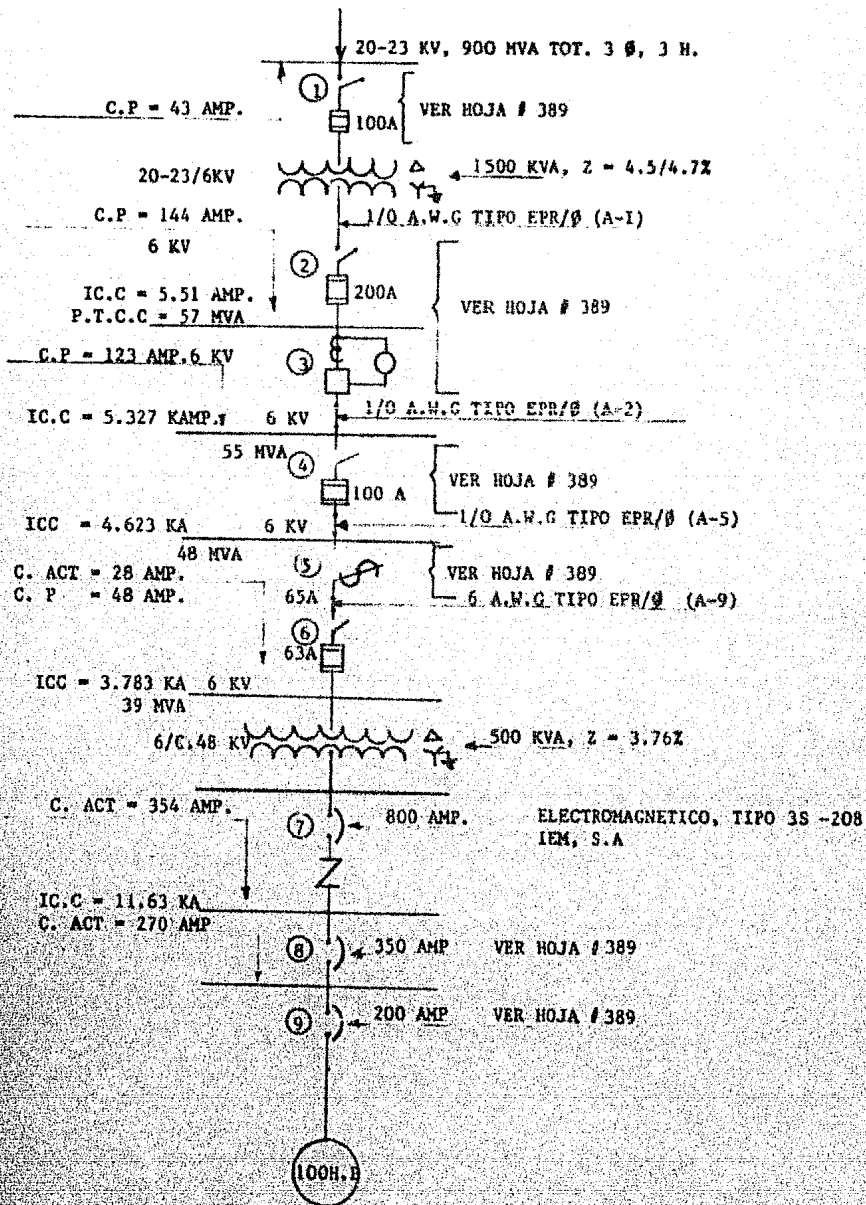 20-23 KV, 900 MVA TOT. 3 Ø, 3 H.
1
C.P = 43 AMP.
100A
VER HOJA # 389
20-23/6KV
1500 KVA, Z = 4.5/4.7%
C.P = 144 AMP.
6 KV
1/0 A.W.G TIPO EPR/Ø (A-1)
2
200A
IC.C = 5.51 AMP.
P.T.C.C = 57 MVA
VER HOJA # 389
C.P = 123 AMP.6 KV
3
IC.C = 5.327 KAMP. 6 KV
1/0 A.W.G TIPO EPR/Ø (A-2)
55 MVA
4
100 A
VER HOJA # 389
ICC = 4.623 KA 6 KV
1/0 A.W.G TIPO EPR/Ø (A-5)
48 MVA
(5)
VER HOJA # 389
C. ACT = 28 AMP.
C. P = 48 AMP.
65A
6 A.W.G TIPO EPR/Ø (A-9)
6
63A
ICC = 3.783 KA 6 KV
39 MVA
6/0.48 KV
500 KVA, Z = 3.76%
C. ACT = 354 AMP.
7
800 AMP.
ELECTROMAGNETICO, TIPO 3S -208
IEM, S.A
IC.C = 11.63 KA
C. ACT = 270 AMP
8
350 AMP
VER HOJA # 389
9
200 AMP
VER HOJA # 389
100H.P